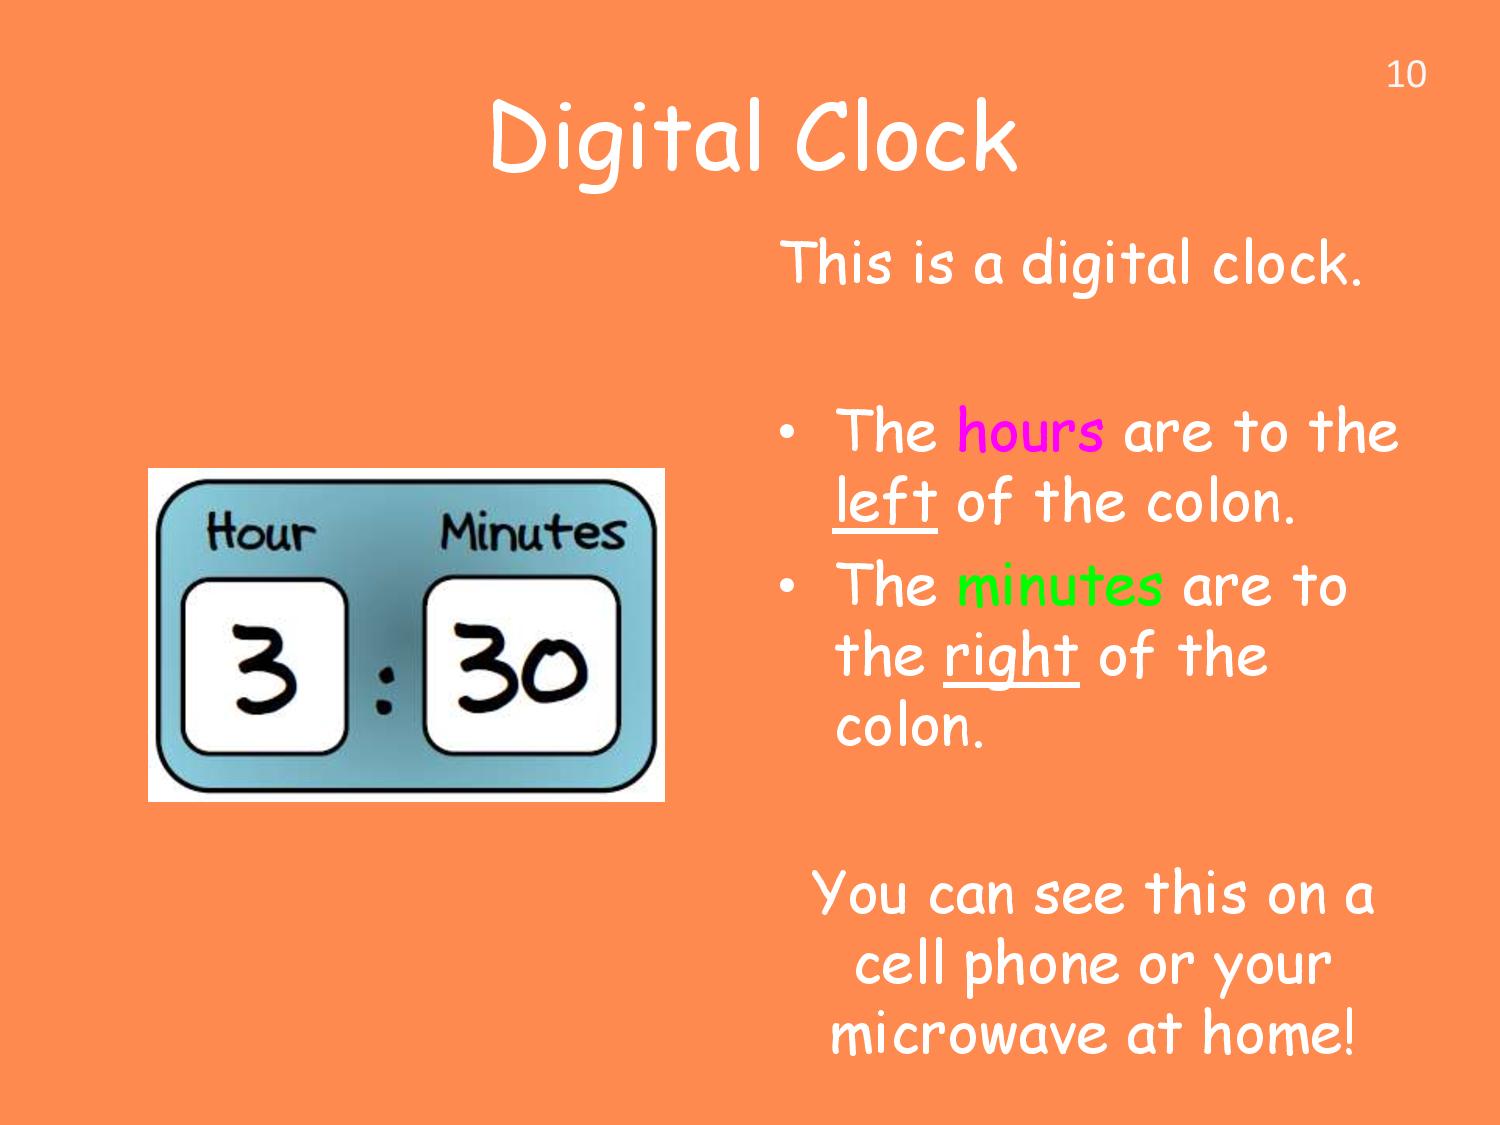 10
Digital Clock
This is a digital clock.
• The hours are to the
left of the colon.
• The minutes are to
the right of the
colon.
Hour Minutes
3 : 30
You can see this on a
cell phone or your
microwave at home!